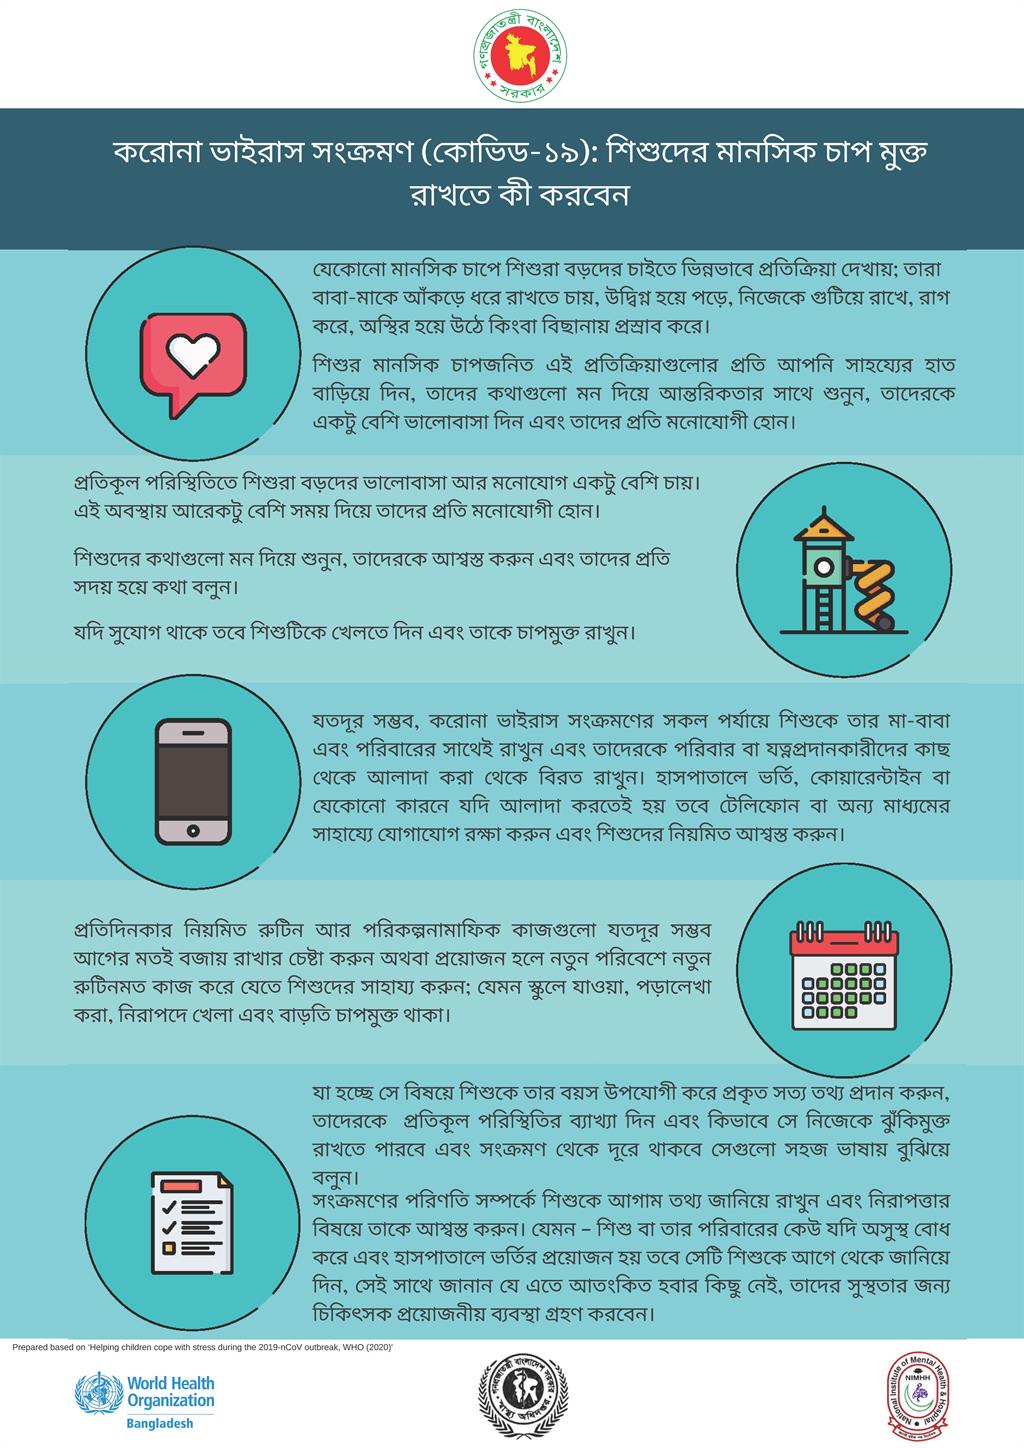 গণপ্রজাতন্ত্রী বাংলাদেশ
সরকার
করোনা ভাইরাস সংক্রমণ (কোভিড-১৯): শিশুদের মানসিক চাপ মুক্ত
রাখতে কী করবেন
যেকোনো মানসিক চাপে শিশুরা বড়দের চাইতে ভিন্নভাবে প্রতিক্রিয়া দেখায়; তারা
বাবা-মাকে আঁকড়ে ধরে রাখতে চায়, উদ্বিগ্ন হয়ে পড়ে, নিজেকে গুটিয়ে রাখে, রাগ
করে, অস্থির হয়ে উঠে কিংবা বিছানায় প্রস্রাব করে।
শিশুর মানসিক চাপজনিত এই প্রতিক্রিয়াগুলোর প্রতি আপনি সাহয্যের হাত
বাড়িয়ে দিন, তাদের কথাগুলো মন দিয়ে আন্তরিকতার সাথে শুনুন, তাদেরকে
একটু বেশি ভালোবাসা দিন এবং তাদের প্রতি মনোযোগী হোন।
প্রতিকূল পরিস্থিতিতে শিশুরা বড়দের ভালোবাসা আর মনোযোগ একটু বেশি চায়।
এই অবস্থায় আরেকটু বেশি সময় দিয়ে তাদের প্রতি মনোযোগী হোন।
শিশুদের কথাগুলো মন দিয়ে শুনুন, তাদেরকে আশ্বস্ত করুন এবং তাদের প্রতি
সদয় হয়ে কথা বলুন।
যদি সুযোগ থাকে তবে শিশুটিকে খেলতে দিন এবং তাকে চাপমুক্ত রাখুন।
যতদূর সম্ভব, করোনা ভাইরাস সংক্রমণের সকল পর্যায়ে শিশুকে তার মা-বাবা
এবং পরিবারের সাথেই রাখুন এবং তাদেরকে পরিবার বা যত্নপ্রদানকারীদের কাছ
থেকে আলাদা করা থেকে বিরত রাখুন। হাসপাতালে ভর্তি, কোয়ারেন্টাইন বা
যেকোনো কারনে যদি আলাদা করতেই হয় তবে টেলিফোন বা অন্য মাধ্যমের
সাহায্যে যোগাযোগ রক্ষা করুন এবং শিশুদের নিয়মিত আশ্বস্ত করুন।
প্রতিদিনকার নিয়মিত রুটিন আর পরিকল্পনামাফিক কাজগুলো যতদূর সম্ভব
আগের মতই বজায় রাখার চেষ্টা করুন অথবা প্রয়োজন হলে নতুন পরিবেশে নতুন
রুটিনমত কাজ করে যেতে শিশুদের সাহায্য করুন; যেমন স্কুলে যাওয়া, পড়ালেখা
করা, নিরাপদে খেলা এবং বাড়তি চাপমুক্ত থাকা।
যা হচ্ছে সে বিষয়ে শিশুকে তার বয়স উপযোগী করে প্রকৃত সত্য তথ্য প্রদান করুন,
তাদেরকে প্রতিকূল পরিস্থিতির ব্যাখ্যা দিন এবং কিভাবে সে নিজেকে ঝুঁকিমুক্ত
রাখতে পারবে এবং সংক্রমণ থেকে দূরে থাকবে সেগুলো সহজ ভাষায় বুঝিয়ে
বলুন।
সংক্রমণের পরিণতি সম্পর্কে শিশুকে আগাম তথ্য জানিয়ে রাখুন এবং নিরাপত্তার
বিষয়ে তাকে আশ্বস্ত করুন। যেমন – শিশু বা তার পরিবারের কেউ যদি অসুস্থ বোধ
করে এবং হাসপাতালে ভর্তির প্রয়োজন হয় তবে সেটি শিশুকে আগে থেকে জানিয়ে
দিন, সেই সাথে জানান যে এতে আতংকিত হবার কিছু নেই, তাদের সুস্থতার জন্য
চিকিৎসক প্রয়োজনীয় ব্যবস্থা গ্রহণ করবেন।
Prepared based on 'Helping children cope with stress during the 2019-nCoV outbreak, WHO (2020)'
World Health
Organization
Bangladesh
গণপ্রজাতন্ত্রী বাংলাদেশ সরকার
স্বাস্থ্য অধিদপ্তর
National Institute of Mental Health & Hospital
NIMHH